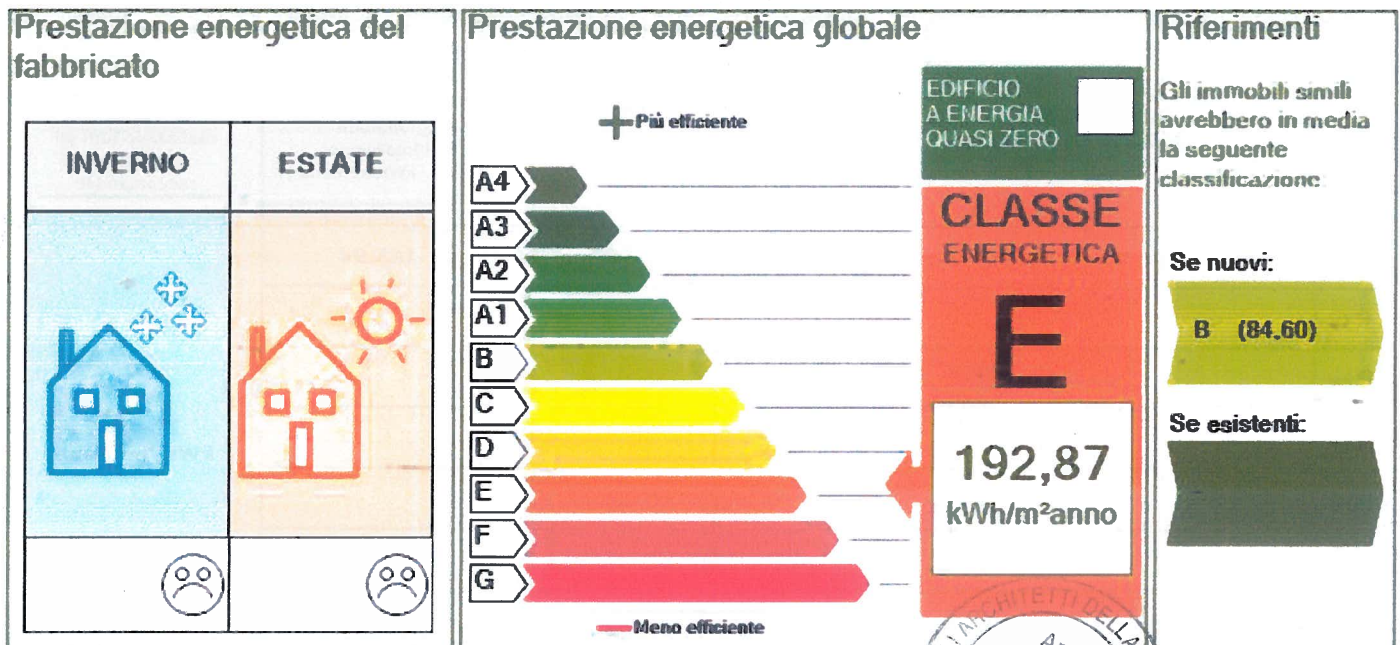 Prestazione energetica del
fabbricato
INVERNO
ESTATE
Prestazione energetica globale
Più efficiente
A4
A3
A2
A1
B
C
D
E
F
G
Meno efficiente
EDIFICIO
A ENERGIA
QUASI ZERO
CLASSE
ENERGETICA
E
192,87
kWh/m²anno
ARCHITETTI DELLA
Riferimenti
Gli immobili simili
avrebbero in media
la seguente
classificazione
Se nuovi:
B (84,60)
Se esistenti: